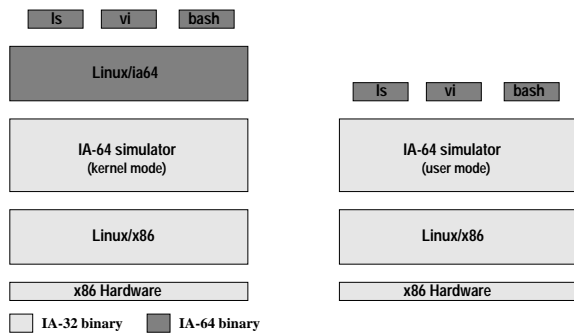 ls vi bash
Linux/ia64
IA-64 simulator
(kernel mode)
Linux/x86
x86 Hardware
ls vi bash
IA-64 simulator
(user mode)
Linux/x86
x86 Hardware
IA-32 binary IA-64 binary